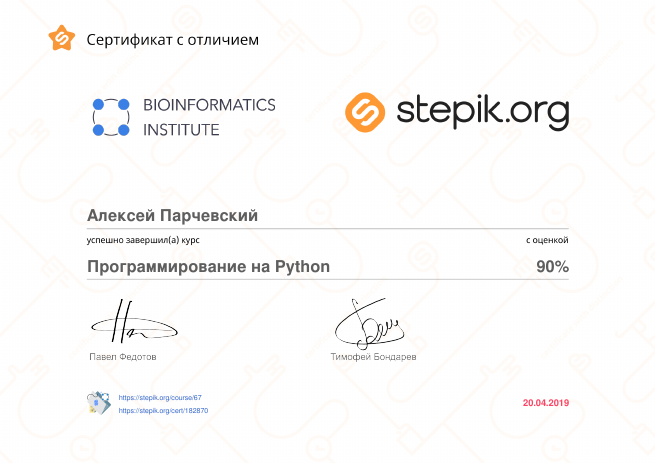 Сертификат с отличием
BIOINFORMATICS
INSTITUTE
stepik.org
Алексей Парчевский
успешно завершил(а) курс с оценкой
Программирование на Python 90%
Павел Федотов Тимофей Бондарев
https://stepik.org/course/67
https://stepik.org/cert/182870
20.04.2019